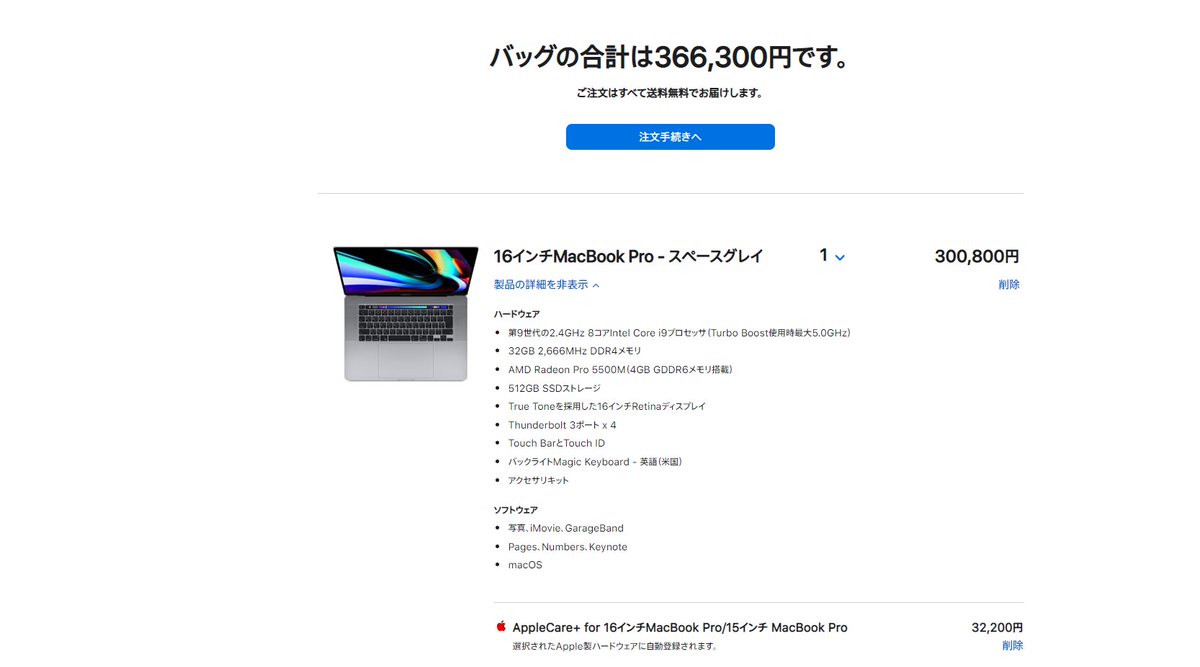 バッグの合計は366,300円です。
ご注文はすべて送料無料でお届けします。
注文手続きへ
16インチMacBook Pro - スペースグレイ 1 300,800円
製品の詳細を非表示 削除
ハードウェア
• 第9世代の2.4GHz 8コアIntel Core i9プロセッサ(Turbo Boost使用時最大5.0GHz)
• 32GB 2,666MHz DDR4メモリ
• AMD Radeon Pro 5500M(4GB GDDR6メモリ搭載)
• 512GB SSDストレージ
• True Toneを採用した16インチRetinaディスプレイ
• Thunderbolt 3ポート x 4
• Touch BarとTouch ID
• バックライトMagic Keyboard - 英語(米国)
• アクセサリキット
ソフトウェア
• 写真、iMovie、GarageBand
• Pages、Numbers、Keynote
• macOS
AppleCare+ for 16インチMacBook Pro/15インチ MacBook Pro 32,200円
選択されたApple製ハードウェアに自動登録されます。 削除